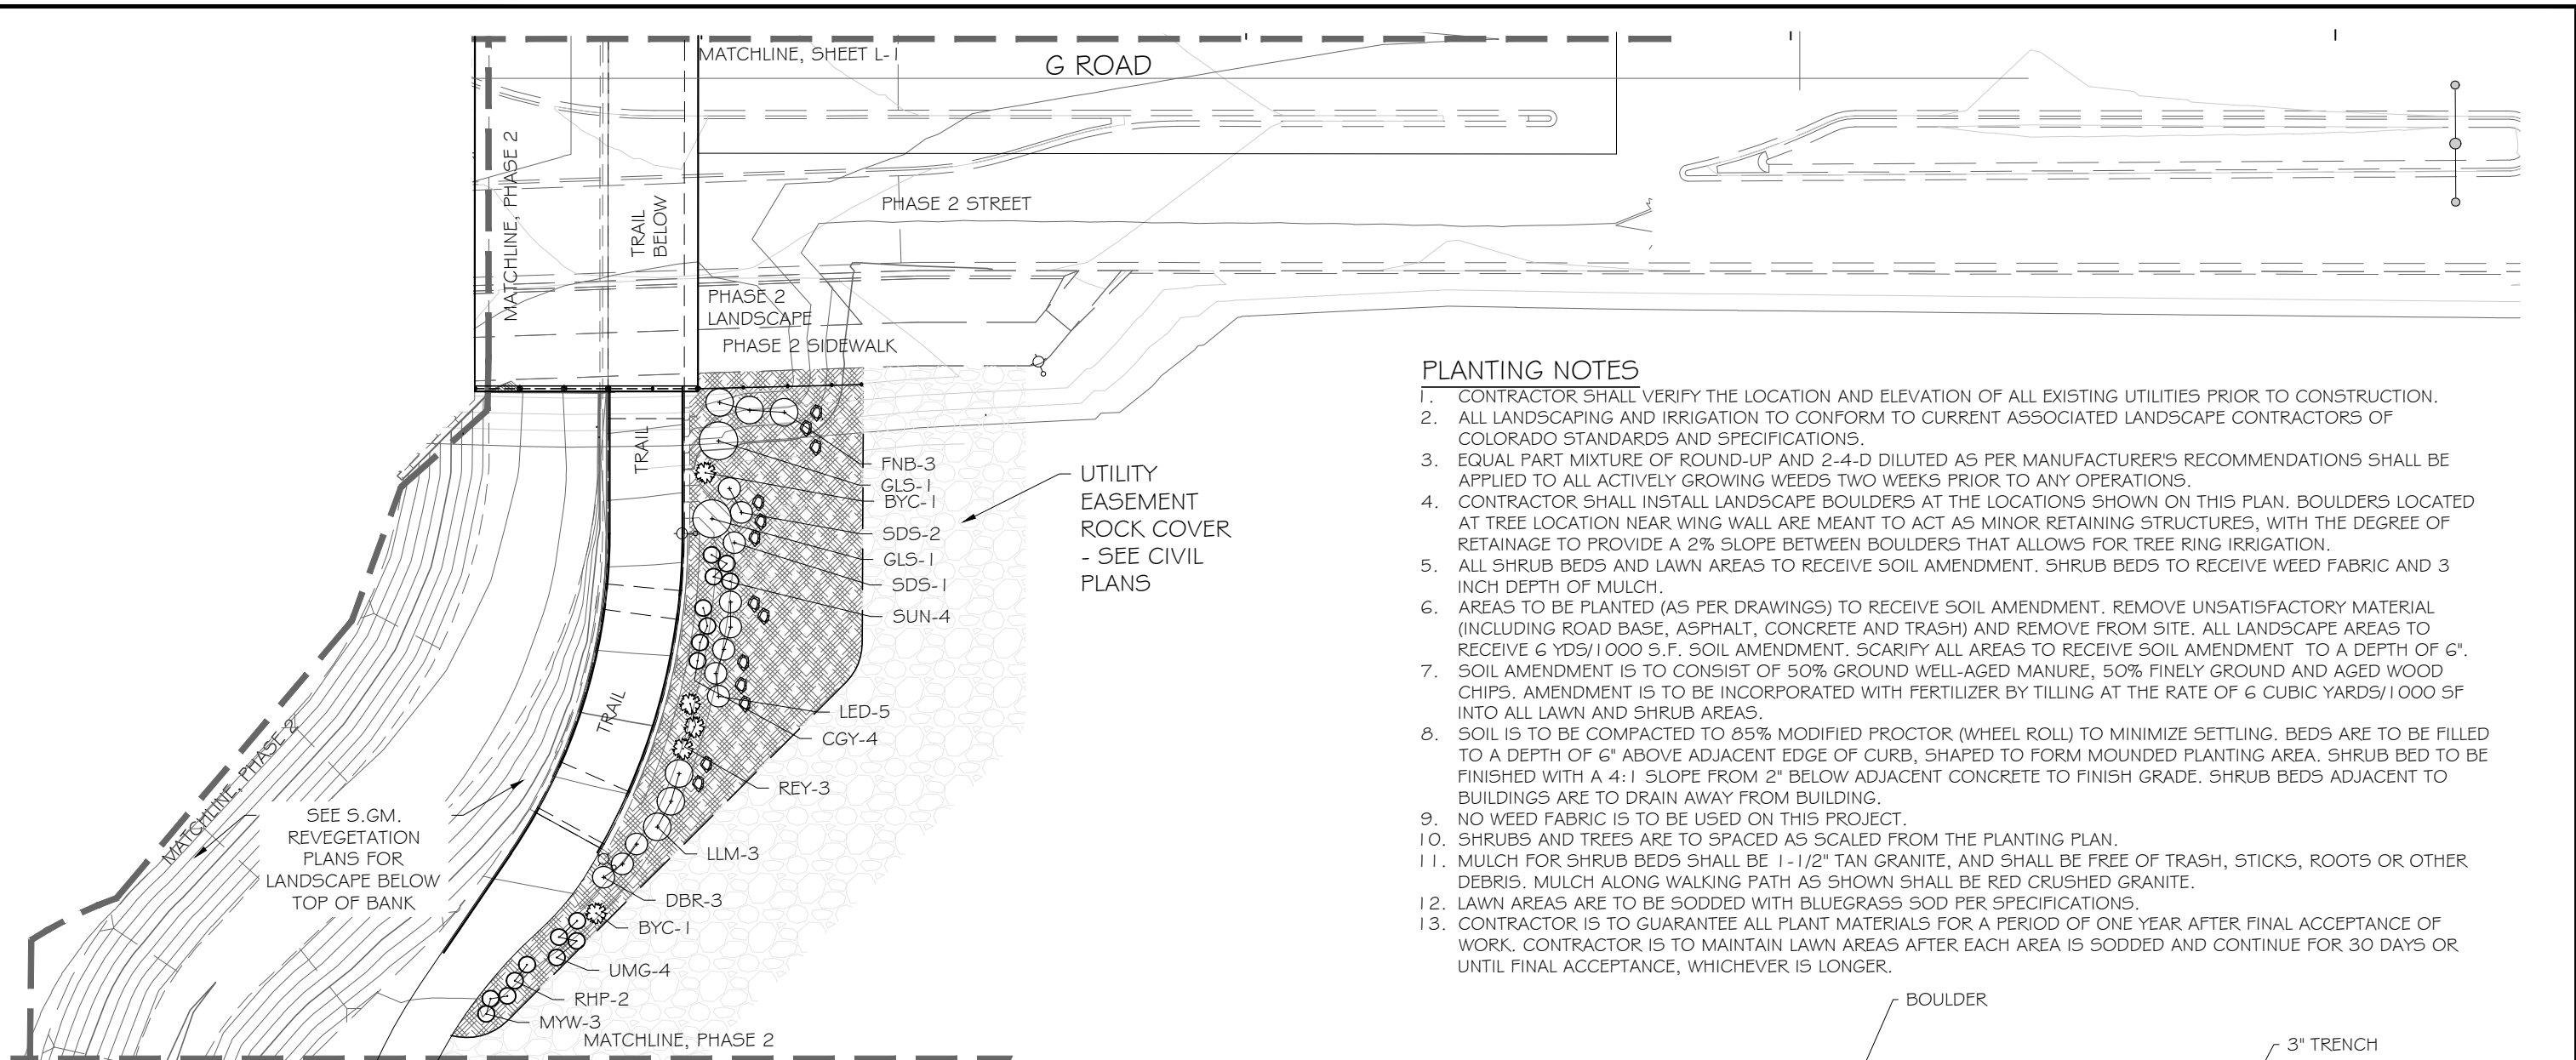 MATCHLINE, SHEET L-1
G ROAD
MATCHLINE, PHASE 2
TRAIL
BELOW
PHASE 2 STREET
PHASE 2
LANDSCAPE
PHASE 2 SIDEWALK
TRAIL
FNB-3
GLS-1
BYC-1
SDS-2
GLS-1
SDS-1
SUN-4
UTILITY
EASEMENT
ROCK COVER
- SEE CIVIL
PLANS
LED-5
CGY-4
TRAIL
REY-3
MATCHLINE, PHASE 2
SEE S.GM.
REVEGETATION
PLANS FOR
LANDSCAPE BELOW
TOP OF BANK
LLM-3
DBR-3
BYC-1
UMG-4
RHP-2
MYW-3
MATCHLINE, PHASE 2
PLANTING NOTES
1. CONTRACTOR SHALL VERIFY THE LOCATION AND ELEVATION OF ALL EXISTING UTILITIES PRIOR TO CONSTRUCTION.
2. ALL LANDSCAPING AND IRRIGATION TO CONFORM TO CURRENT ASSOCIATED LANDSCAPE CONTRACTORS OF
COLORADO STANDARDS AND SPECIFICATIONS.
3. EQUAL PART MIXTURE OF ROUND-UP AND 2-4-D DILUTED AS PER MANUFACTURER'S RECOMMENDATIONS SHALL BE
APPLIED TO ALL ACTIVELY GROWING WEEDS TWO WEEKS PRIOR TO ANY OPERATIONS.
4. CONTRACTOR SHALL INSTALL LANDSCAPE BOULDERS AT THE LOCATIONS SHOWN ON THIS PLAN. BOULDERS LOCATED
AT TREE LOCATION NEAR WING WALL ARE MEANT TO ACT AS MINOR RETAINING STRUCTURES, WITH THE DEGREE OF
RETAINAGE TO PROVIDE A 2% SLOPE BETWEEN BOULDERS THAT ALLOWS FOR TREE RING IRRIGATION.
5. ALL SHRUB BEDS AND LAWN AREAS TO RECEIVE SOIL AMENDMENT. SHRUB BEDS TO RECEIVE WEED FABRIC AND 3
INCH DEPTH OF MULCH.
6. AREAS TO BE PLANTED (AS PER DRAWINGS) TO RECEIVE SOIL AMENDMENT. REMOVE UNSATISFACTORY MATERIAL
(INCLUDING ROAD BASE, ASPHALT, CONCRETE AND TRASH) AND REMOVE FROM SITE. ALL LANDSCAPE AREAS TO
RECEIVE 6 YDS/1000 S.F. SOIL AMENDMENT. SCARIFY ALL AREAS TO RECEIVE SOIL AMENDMENT TO A DEPTH OF 6".
7. SOIL AMENDMENT IS TO CONSIST OF 50% GROUND WELL-AGED MANURE, 50% FINELY GROUND AND AGED WOOD
CHIPS. AMENDMENT IS TO BE INCORPORATED WITH FERTILIZER BY TILLING AT THE RATE OF 6 CUBIC YARDS/1000 SF
INTO ALL LAWN AND SHRUB AREAS.
8. SOIL IS TO BE COMPACTED TO 85% MODIFIED PROCTOR (WHEEL ROLL) TO MINIMIZE SETTLING. BEDS ARE TO BE FILLED
TO A DEPTH OF 6" ABOVE ADJACENT EDGE OF CURB, SHAPED TO FORM MOUNDED PLANTING AREA. SHRUB BED TO BE
FINISHED WITH A 4:1 SLOPE FROM 2" BELOW ADJACENT CONCRETE TO FINISH GRADE. SHRUB BEDS ADJACENT TO
BUILDINGS ARE TO DRAIN AWAY FROM BUILDING.
9. NO WEED FABRIC IS TO BE USED ON THIS PROJECT.
10. SHRUBS AND TREES ARE TO SPACED AS SCALED FROM THE PLANTING PLAN.
11. MULCH FOR SHRUB BEDS SHALL BE 1-1/2" TAN GRANITE, AND SHALL BE FREE OF TRASH, STICKS, ROOTS OR OTHER
DEBRIS. MULCH ALONG WALKING PATH AS SHOWN SHALL BE RED CRUSHED GRANITE.
12. LAWN AREAS ARE TO BE SODDED WITH BLUEGRASS SOD PER SPECIFICATIONS.
13. CONTRACTOR IS TO GUARANTEE ALL PLANT MATERIALS FOR A PERIOD OF ONE YEAR AFTER FINAL ACCEPTANCE OF
WORK. CONTRACTOR IS TO MAINTAIN LAWN AREAS AFTER EACH AREA IS SODDED AND CONTINUE FOR 30 DAYS OR
UNTIL FINAL ACCEPTANCE, WHICHEVER IS LONGER.
BOULDER
3" TRENCH